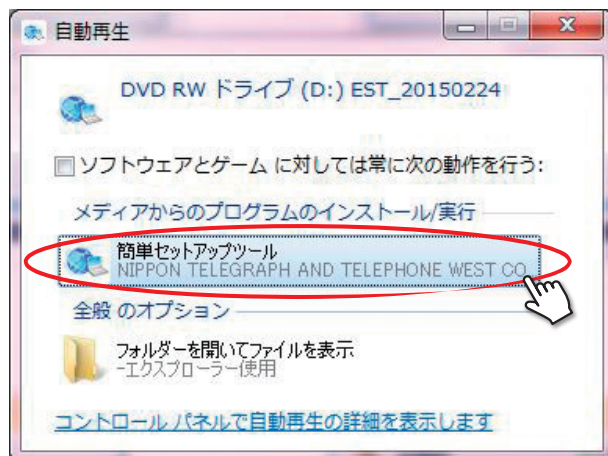 自動再生
DVD RW ドライブ (D:) EST_20150224
ソフトウェアとゲーム に対しては常に次の動作を行う:
メディアからのプログラムのインストール/実行
簡単セットアップツール
NIPPON TELEGRAPH AND TELEPHONE WEST CO
全般 のオプション
フォルダーを開いてファイルを表示
-エクスプローラー使用
コントロール パネルで自動再生の詳細を表示します